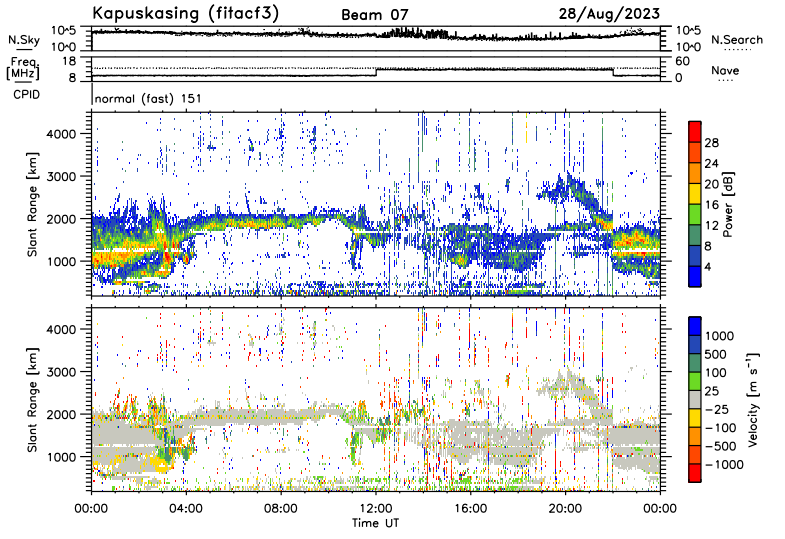 Kapuskasing (fitacf3) Beam 07 28/Aug/2023
N.Sky 10^5 10^0 10^5 10^0 N.Search
Freq. [MHz] 18 8 60 0 Nave
CPID normal (fast) 151
Slant Range [km] 4000 3000 2000 1000
Power [dB] 28 24 20 16 12 8 4
Slant Range [km] 4000 3000 2000 1000
Velocity [m s⁻¹] 1000 500 100 25 −25 −100 −500 −1000
00:00 04:00 08:00 12:00 16:00 20:00 00:00
Time UT